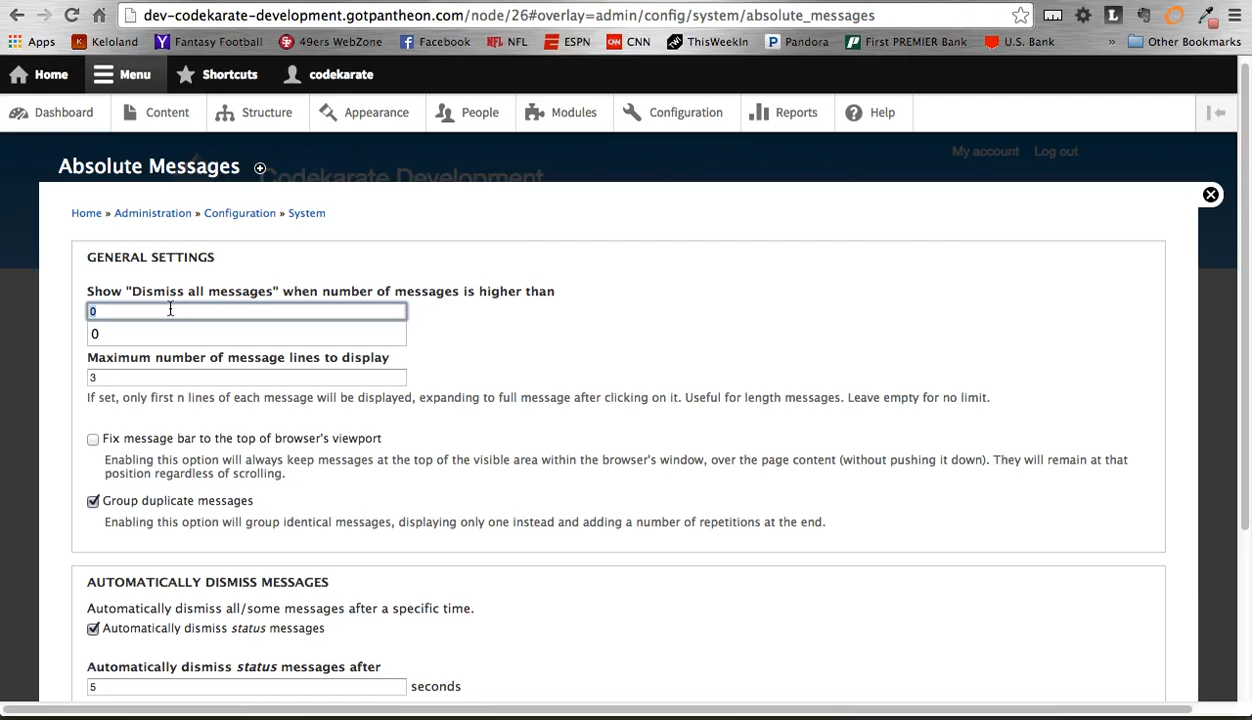 dev-codekarate-development.gotpantheon.com/node/26#overlay=admin/config/system/absolute_messages
Apps Keloland Fantasy Football 49ers WebZone Facebook NFL ESPN CNN ThisWeekIn Pandora First PREMIER Bank U.S. Bank » Other Bookmarks
Home Menu Shortcuts codekarate
Dashboard Content Structure Appearance People Modules Configuration Reports Help
My account Log out
Absolute Messages
Codekarate Development
Home » Administration » Configuration » System
GENERAL SETTINGS
Show "Dismiss all messages" when number of messages is higher than
0
0
Maximum number of message lines to display
3
If set, only first n lines of each message will be displayed, expanding to full message after clicking on it. Useful for length messages. Leave empty for no limit.
Fix message bar to the top of browser's viewport
Enabling this option will always keep messages at the top of the visible area within the browser's window, over the page content (without pushing it down). They will remain at that
position regardless of scrolling.
Group duplicate messages
Enabling this option will group identical messages, displaying only one instead and adding a number of repetitions at the end.
AUTOMATICALLY DISMISS MESSAGES
Automatically dismiss all/some messages after a specific time.
Automatically dismiss status messages
Automatically dismiss status messages after
5 seconds